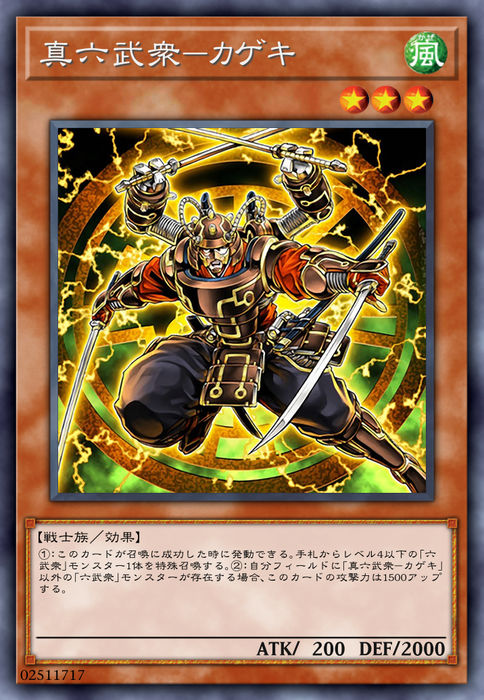 真六武衆－カゲキ
かぜ
風
【戦士族／効果】
①：このカードが召喚に成功した時に発動できる。手札からレベル4以下の「六
武衆」モンスター1体を特殊召喚する。②：自分フィールドに「真六武衆－カゲキ」
以外の「六武衆」モンスターが存在する場合、このカードの攻撃力は1500アップ
する。
ATK/ 200 DEF/2000
02511717